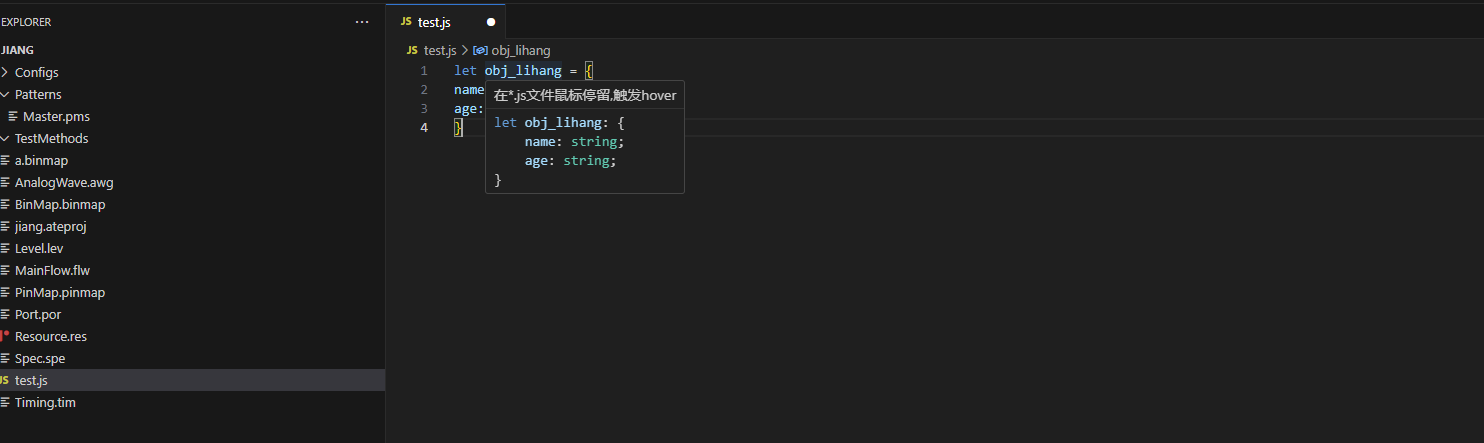 EXPLORER
JIANG
Configs
Patterns
Master.pms
TestMethods
a.binmap
AnalogWave.awg
BinMap.binmap
jiang.ateproj
Level.lev
MainFlow.flw
PinMap.pinmap
Port.por
Resource.res
Spec.spe
JS test.js
Timing.tim
JS test.js
JS test.js > obj_lihang
1 let obj_lihang = {
2 name
3 age:
4 }
在*.js文件鼠标停留,触发hover
let obj_lihang: {
name: string;
age: string;
}